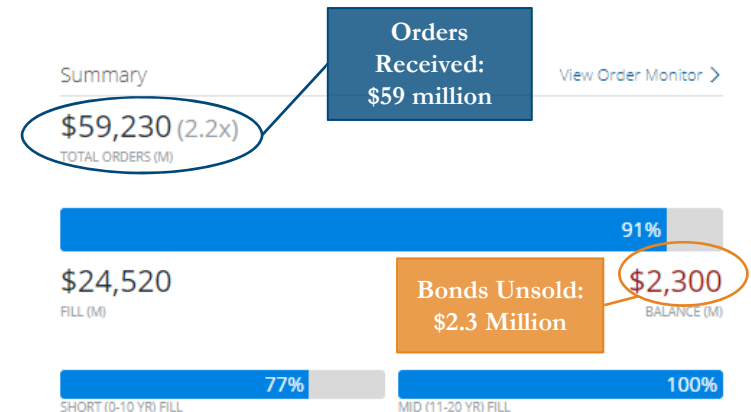 Orders
Received:
$59 million
Summary
View Order Monitor >
$59,230 (2.2x)
TOTAL ORDERS (M)
91%
$24,520
FILL (M)
Bonds Unsold:
$2.3 Million
$2,300
BALANCE (M)
77%
100%
SHORT (0-10 YR) FILL
MID (11-20 YR) FILL